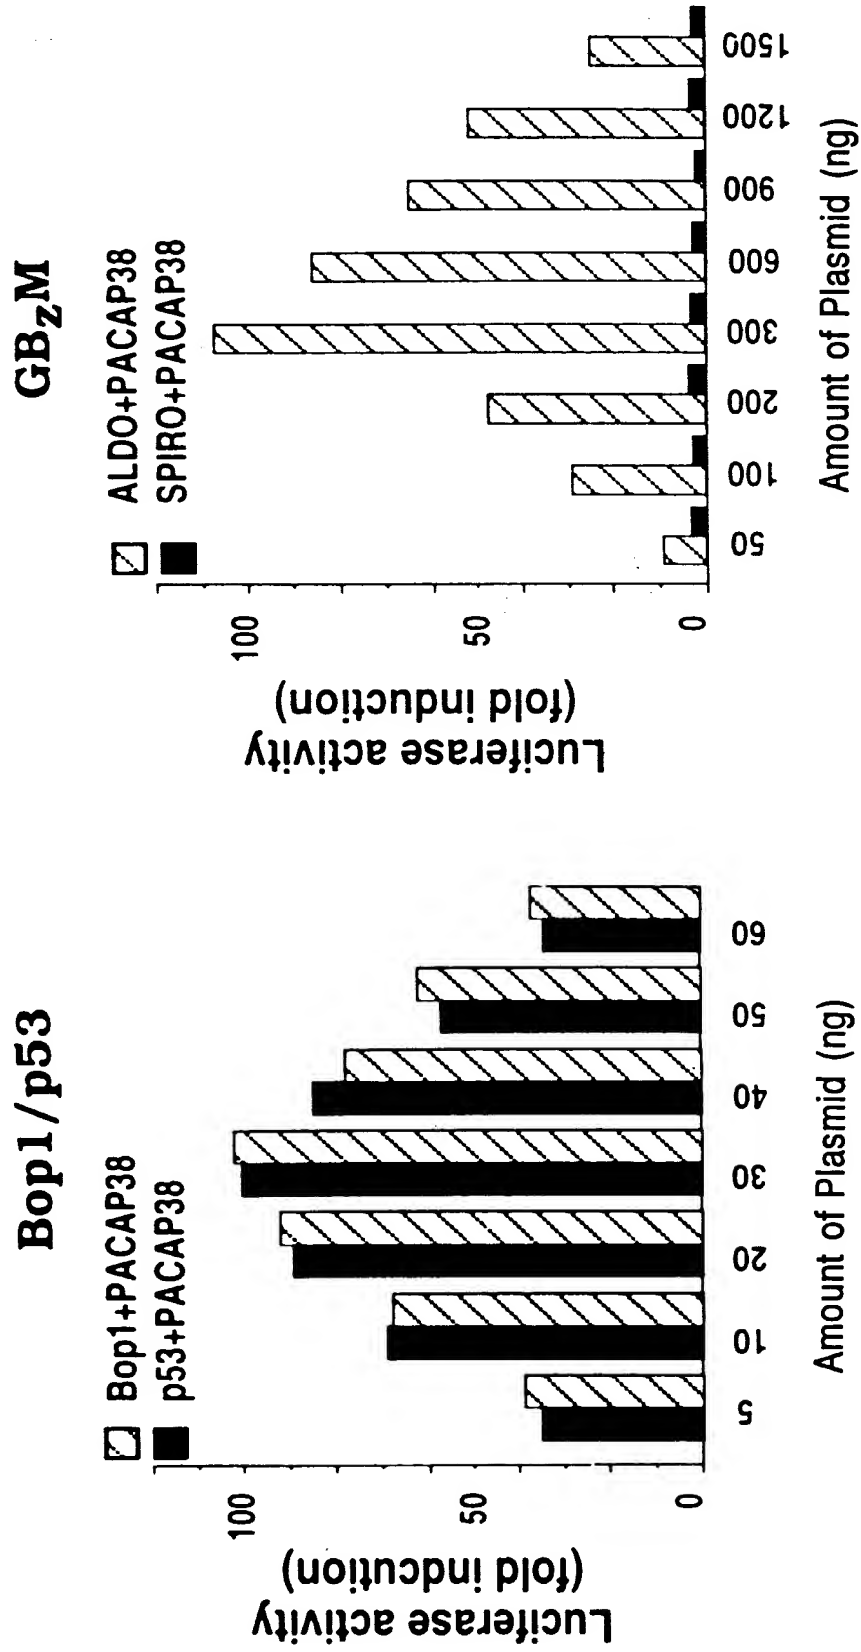 Bop1/p53
Bop1+PACAP38
p53+PACAP38
Luciferase activity
(fold indcution)
100
50
0
5
10
20
30
40
50
60
Amount of Plasmid (ng)
GBzM
ALDO+PACAP38
SPIRO+PACAP38
Luciferase activity
(fold induction)
100
50
0
50
100
200
300
600
900
1200
1500
Amount of Plasmid (ng)